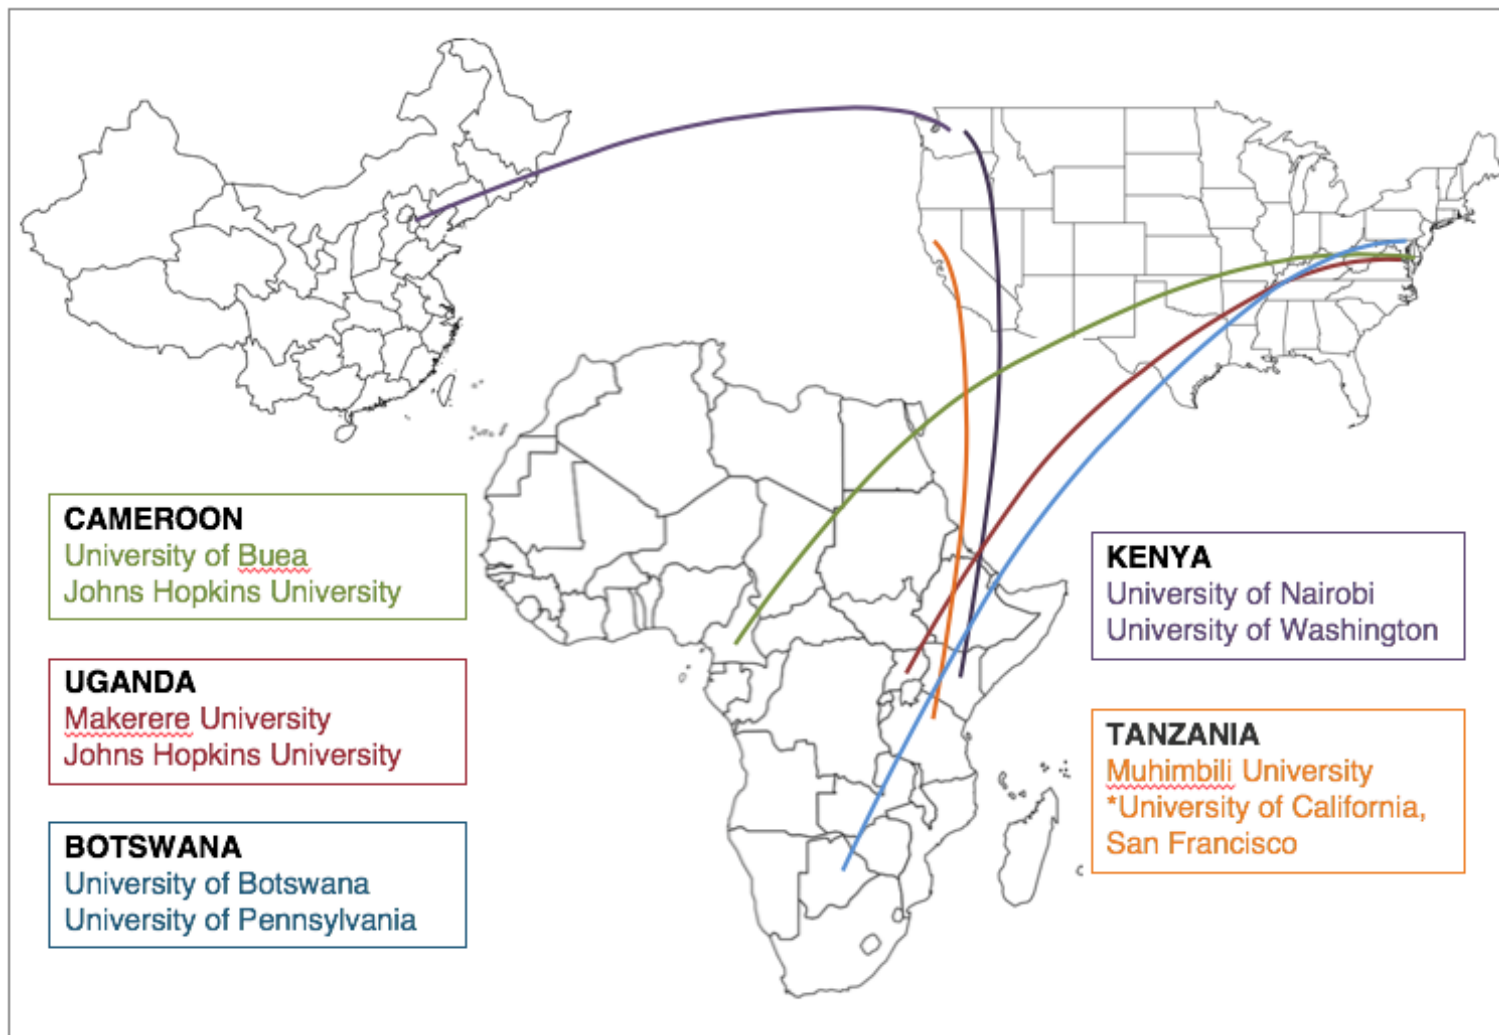 CAMEROON
University of Buea
Johns Hopkins University
UGANDA
Makerere University
Johns Hopkins University
BOTSWANA
University of Botswana
University of Pennsylvania
KENYA
University of Nairobi
University of Washington
TANZANIA
Muhimbili University
*University of California,
San Francisco